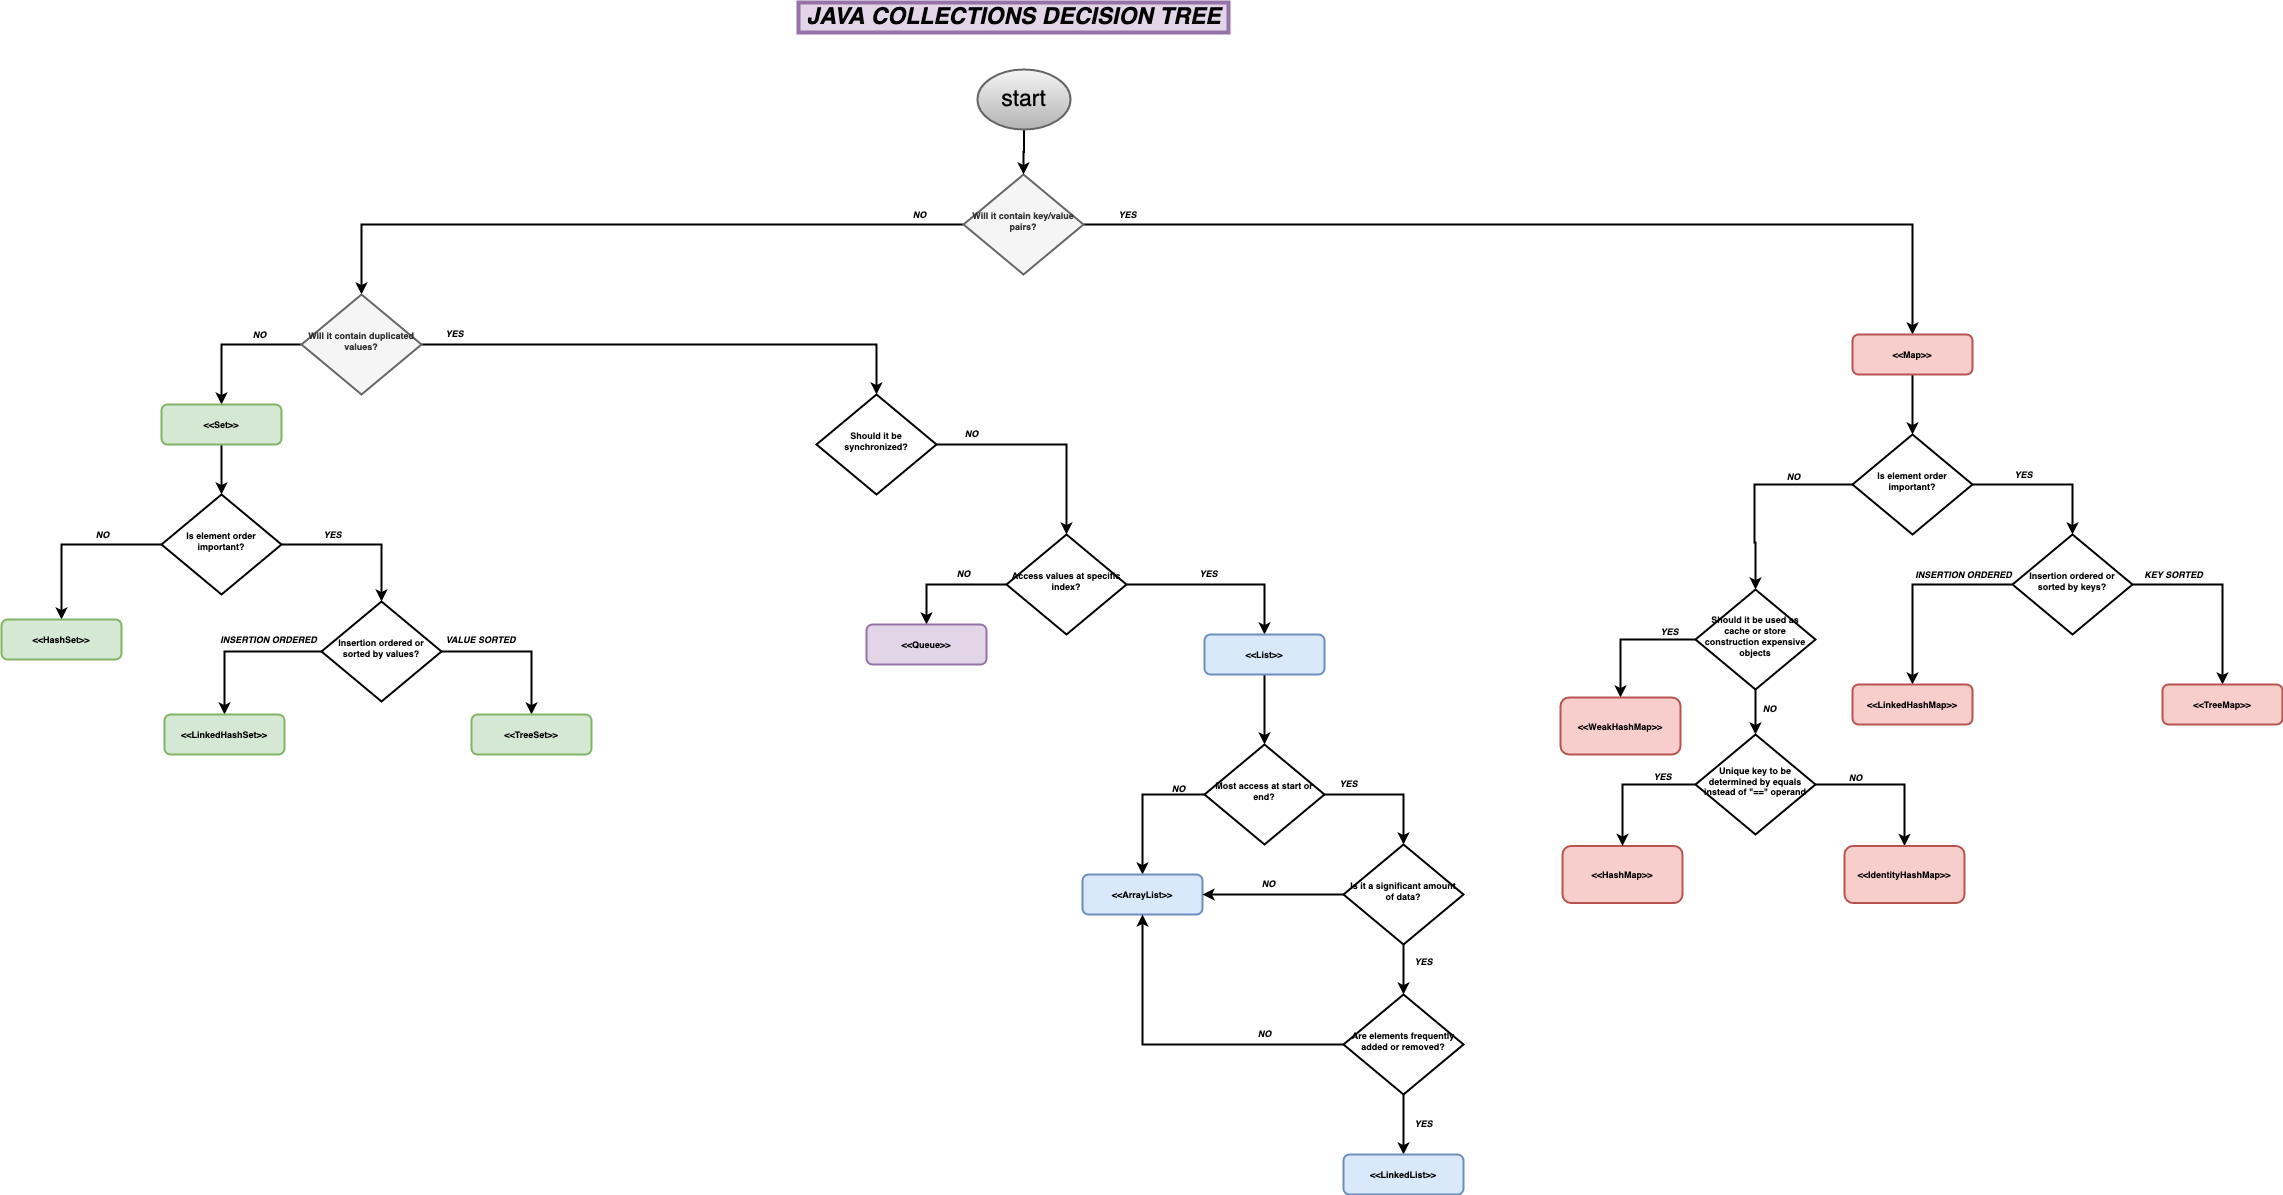 JAVA COLLECTIONS DECISION TREE
start
Will it contain key/value
pairs?
NO
YES
Will it contain duplicated
values?
NO
YES
<<Map>>
<<Set>>
Should it be
synchronized?
NO
Is element order
important?
NO
YES
Is element order
important?
NO
YES
Access values at specific
index?
NO
YES
Insertion ordered or
sorted by keys?
INSERTION ORDERED
KEY SORTED
<<HashSet>>
Insertion ordered or
sorted by values?
INSERTION ORDERED
VALUE SORTED
<<Queue>>
<<List>>
Should it be used as
cache or store
construction expensive
objects
YES
NO
<<LinkedHashMap>>
<<TreeMap>>
<<LinkedHashSet>>
<<TreeSet>>
<<WeakHashMap>>
Most access at start or
end?
NO
YES
Unique key to be
determined by equals
instead of "==" operand
YES
NO
<<ArrayList>>
Is it a significant amount
of data?
NO
YES
<<HashMap>>
<<IdentityHashMap>>
Are elements frequently
added or removed?
NO
YES
<<LinkedList>>